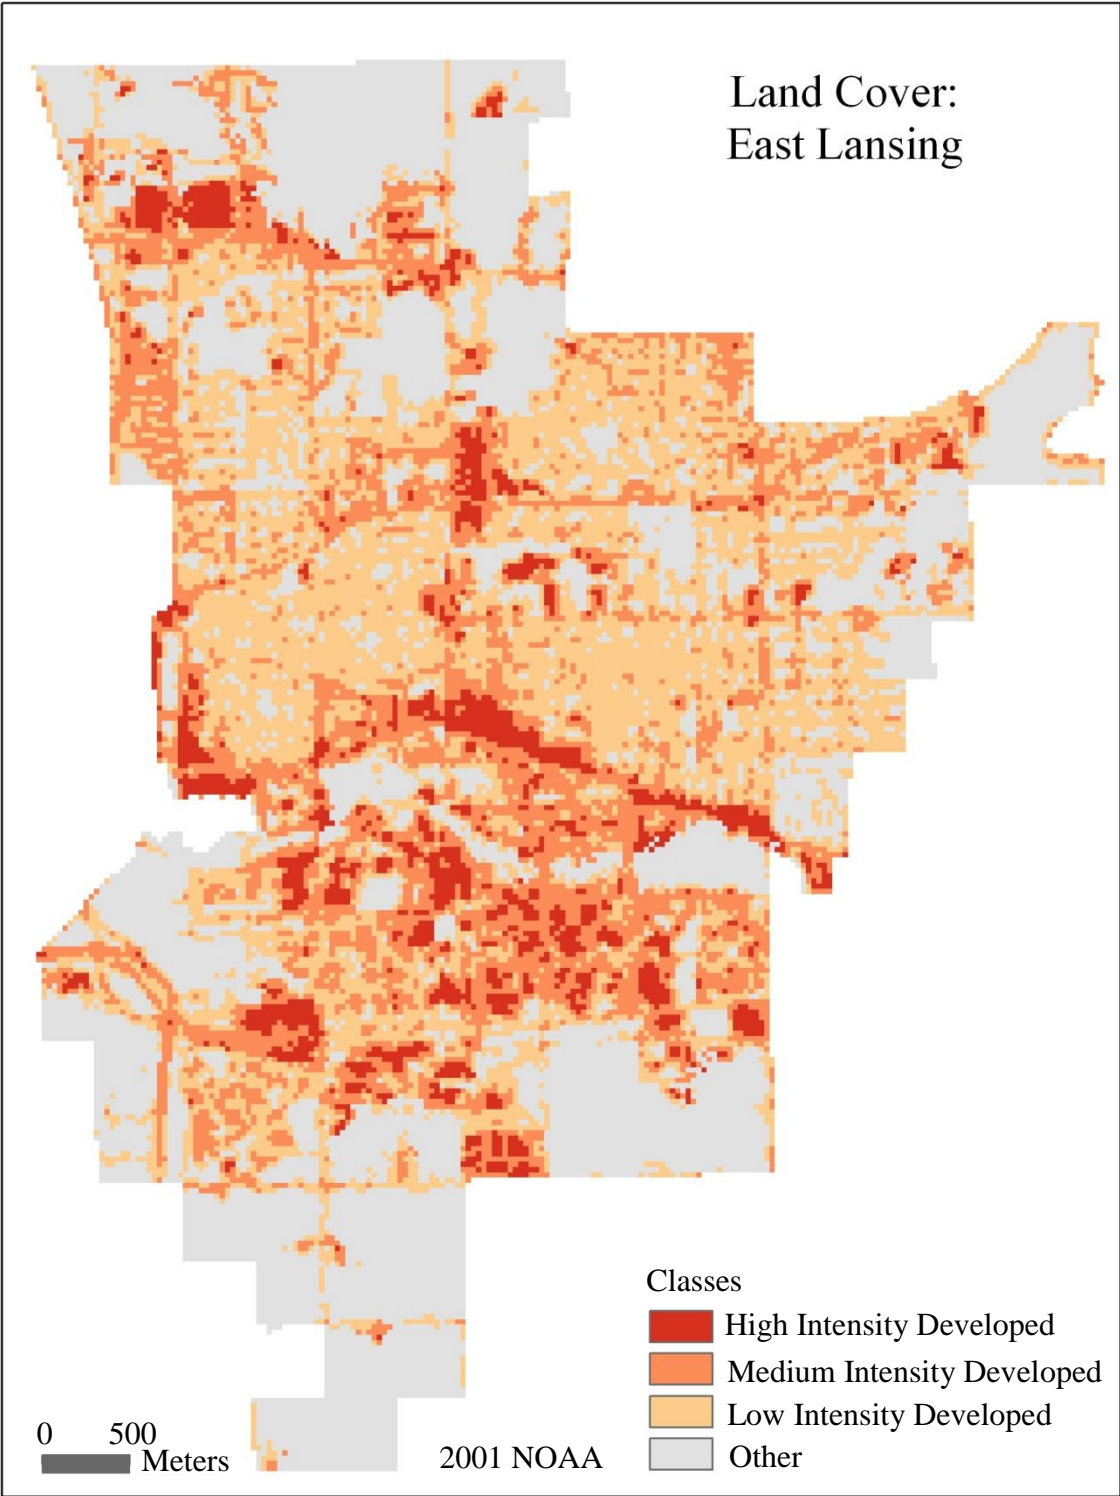 Land Cover:
East Lansing
Classes
High Intensity Developed
Medium Intensity Developed
Low Intensity Developed
Other
0 500
Meters
2001 NOAA